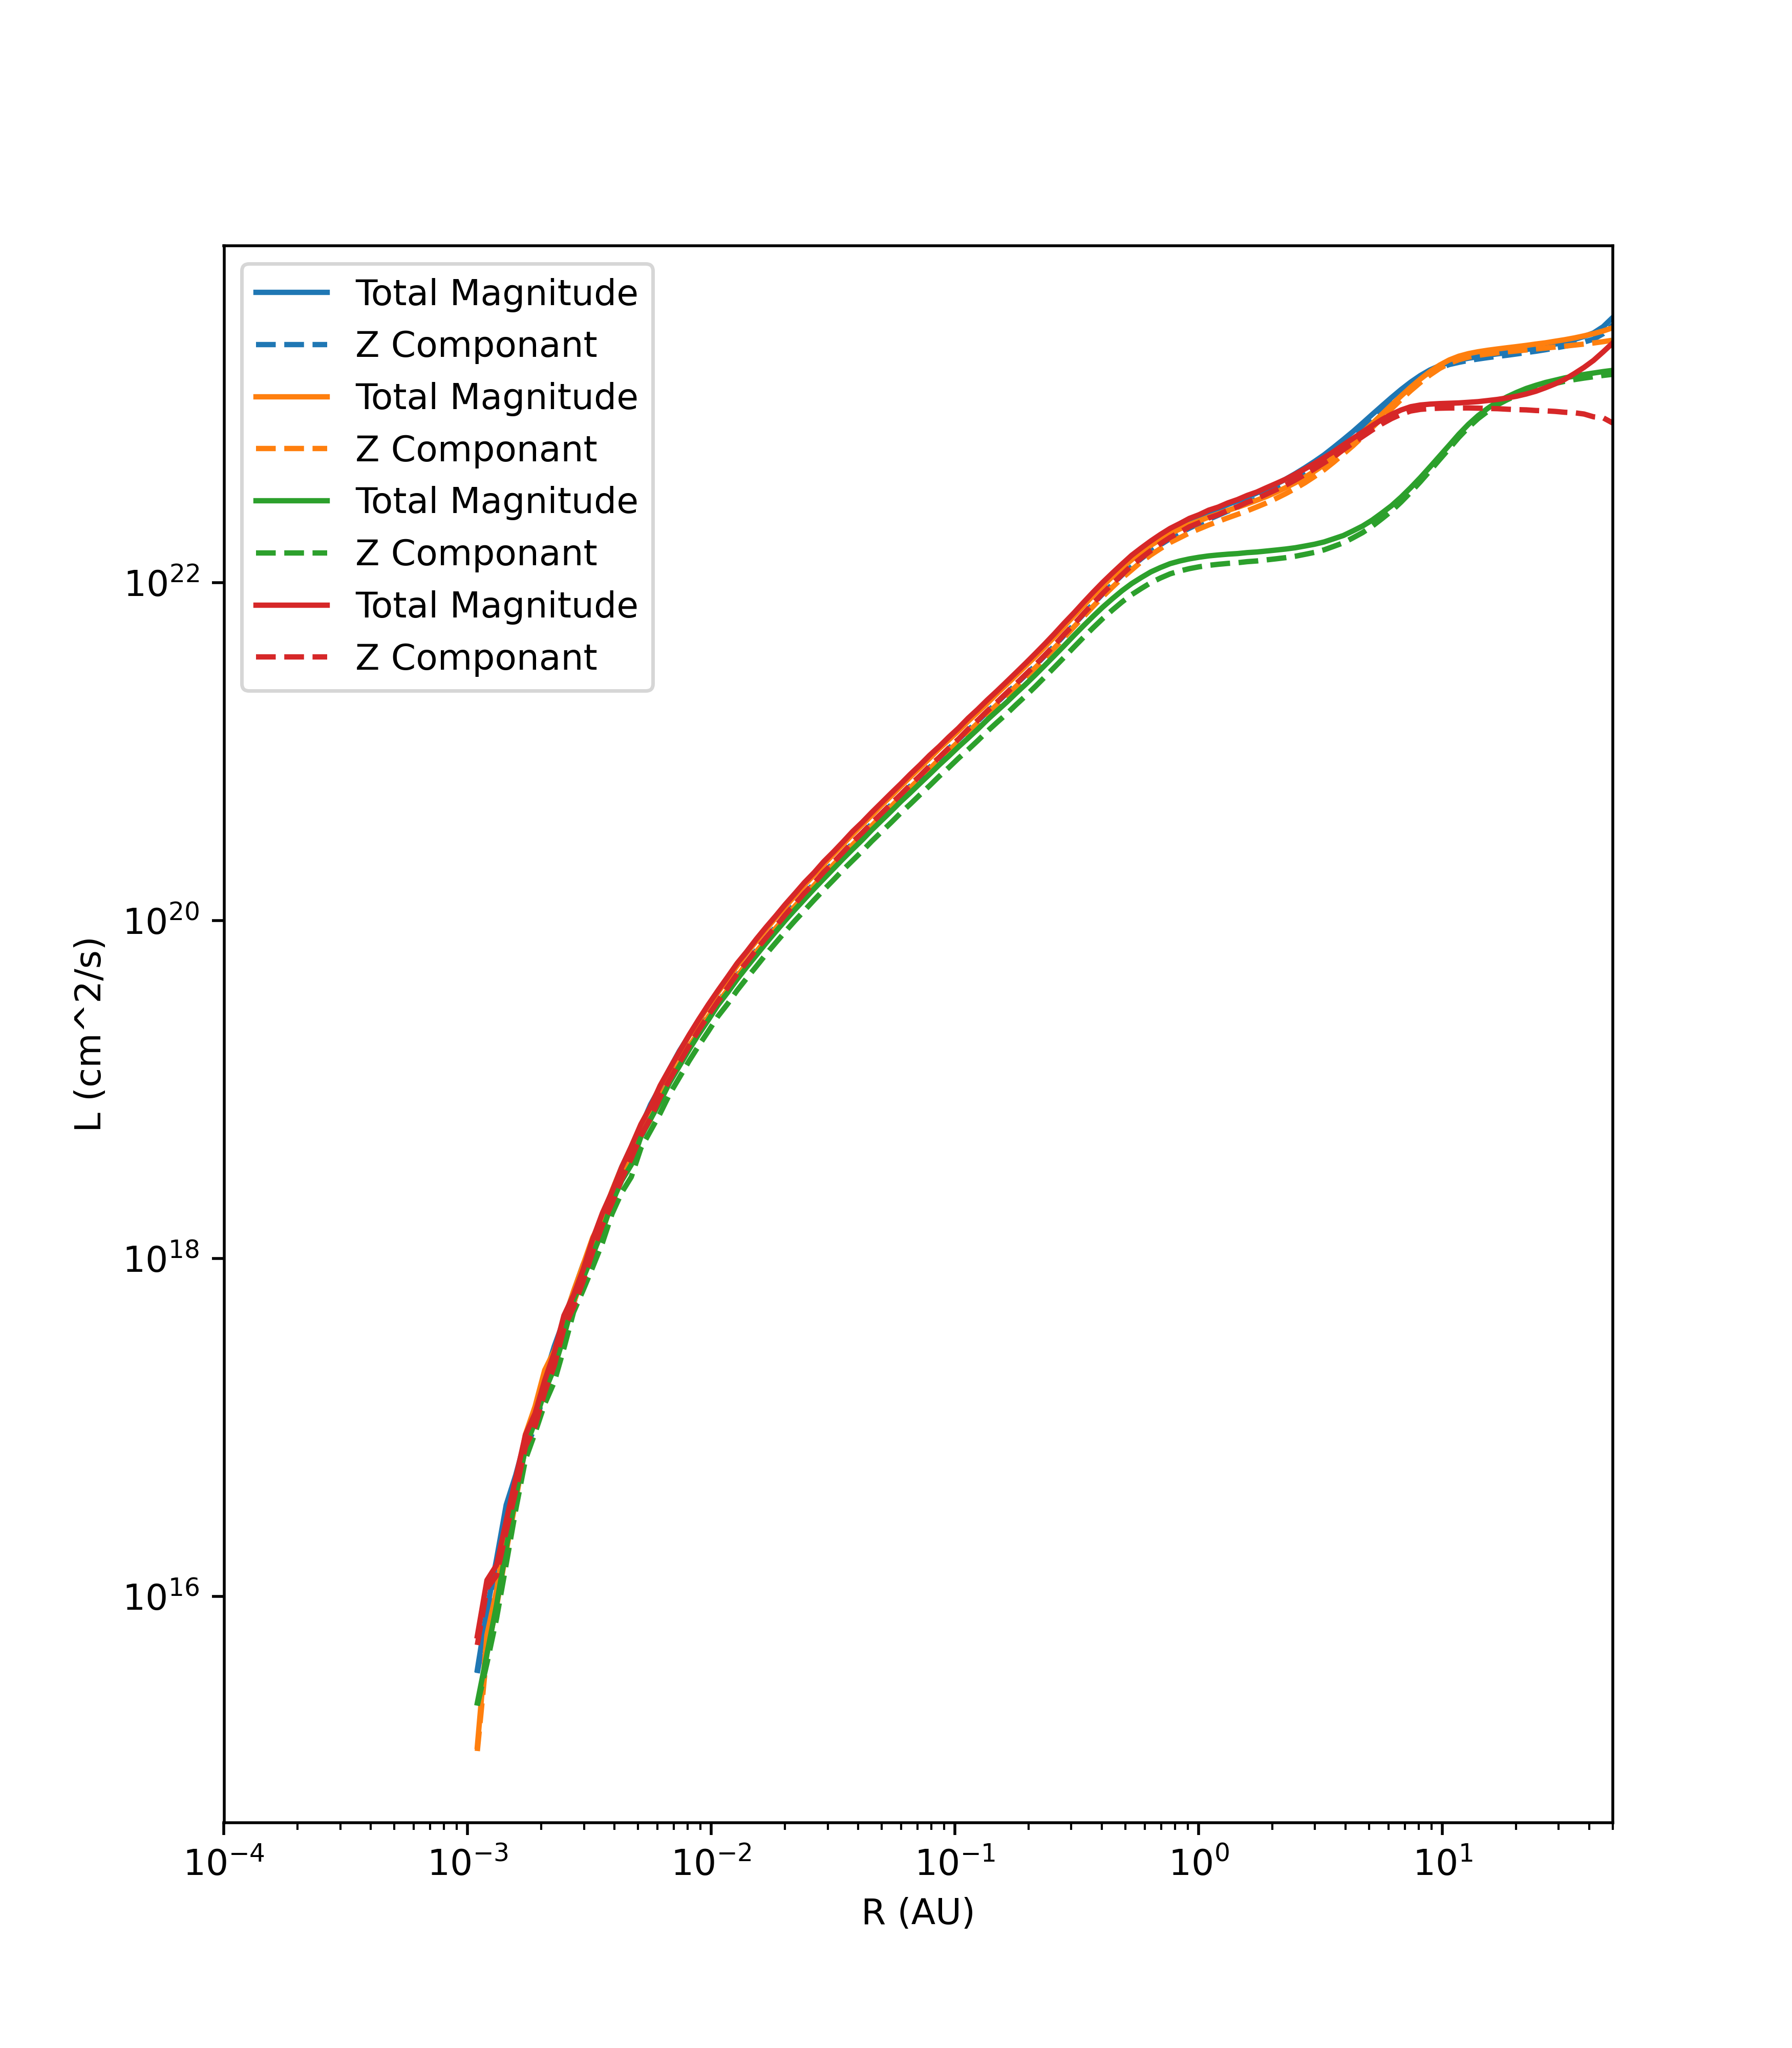 Total Magnitude
Z Componant
Total Magnitude
Z Componant
Total Magnitude
Z Componant
Total Magnitude
Z Componant
10^22
10^20
10^18
10^16
L (cm^2/s)
10^−4 10^−3 10^−2 10^−1 10^0 10^1
R (AU)